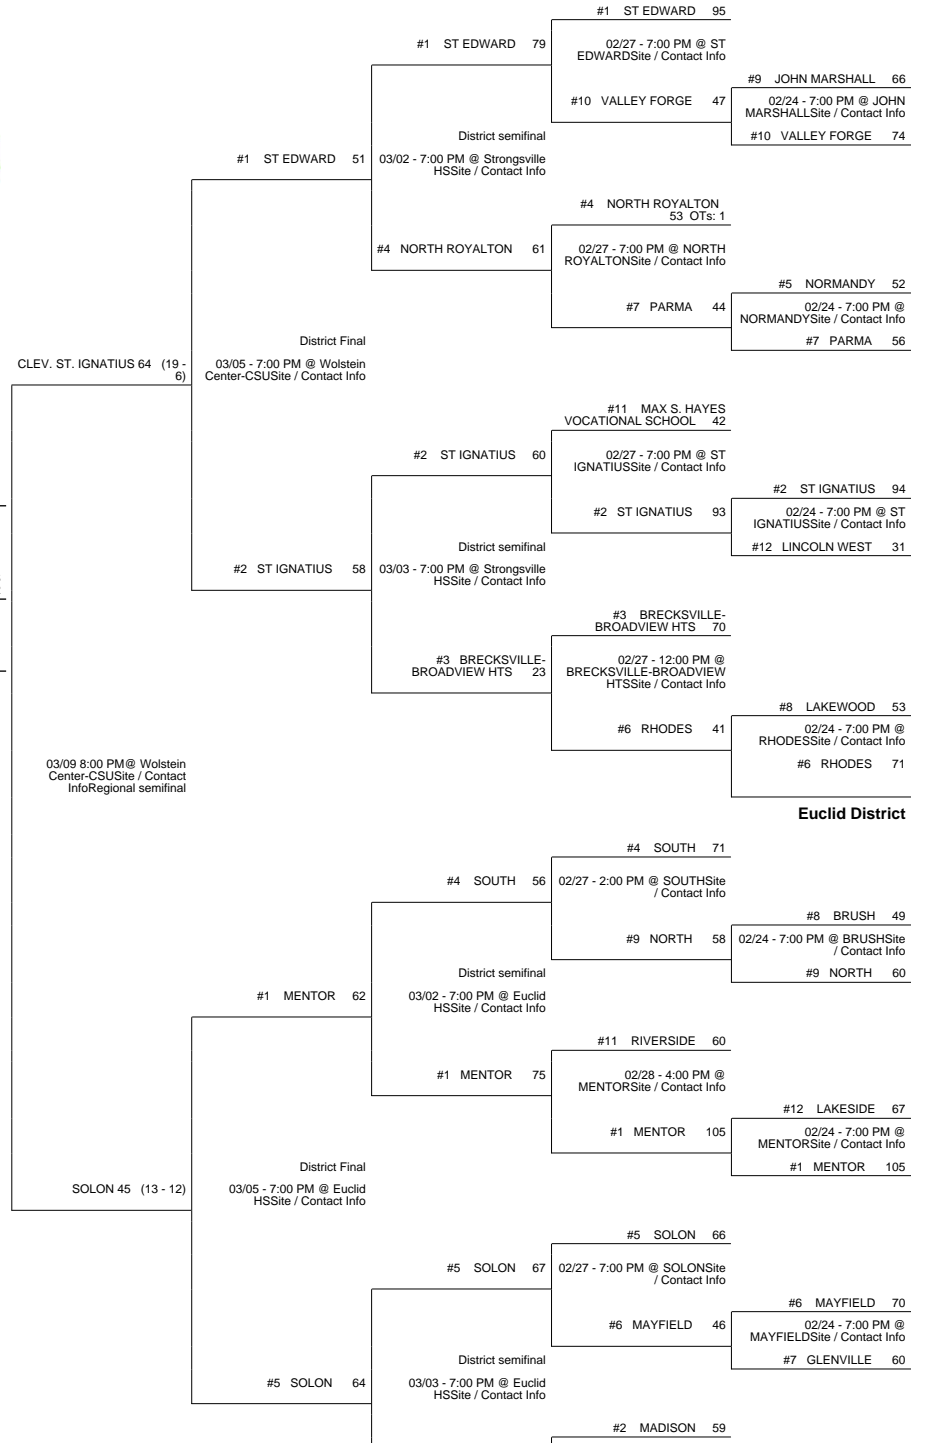 #1 ST EDWARD 95
#1 ST EDWARD 79
02/27 - 7:00 PM @ ST
EDWARDSite / Contact Info
#9 JOHN MARSHALL 66
#10 VALLEY FORGE 47
02/24 - 7:00 PM @ JOHN
MARSHALLSite / Contact Info
#10 VALLEY FORGE 74
District semifinal
#1 ST EDWARD 51
03/02 - 7:00 PM @ Strongsville
HSSite / Contact Info
#4 NORTH ROYALTON
53 OTs: 1
#4 NORTH ROYALTON 61
02/27 - 7:00 PM @ NORTH
ROYALTONSite / Contact Info
#5 NORMANDY 52
#7 PARMA 44
02/24 - 7:00 PM @
NORMANDYSite / Contact Info
#7 PARMA 56
District Final
CLEV. ST. IGNATIUS 64 (19 -
6)
03/05 - 7:00 PM @ Wolstein
Center-CSUSite / Contact Info
#11 MAX S. HAYES
VOCATIONAL SCHOOL 42
#2 ST IGNATIUS 60
02/27 - 7:00 PM @ ST
IGNATIUSSite / Contact Info
#2 ST IGNATIUS 94
#2 ST IGNATIUS 93
02/24 - 7:00 PM @ ST
IGNATIUSSite / Contact Info
#12 LINCOLN WEST 31
District semifinal
#2 ST IGNATIUS 58
03/03 - 7:00 PM @ Strongsville
HSSite / Contact Info
#3 BRECKSVILLE-
BROADVIEW HTS 70
#3 BRECKSVILLE-
BROADVIEW HTS 23
02/27 - 12:00 PM @
BRECKSVILLE-BROADVIEW
HTSSite / Contact Info
#8 LAKEWOOD 53
#6 RHODES 41
02/24 - 7:00 PM @
RHODESSite / Contact Info
#6 RHODES 71
03/09 8:00 PM@ Wolstein
Center-CSUSite / Contact
InfoRegional semifinal
Euclid District
#4 SOUTH 71
#4 SOUTH 56
02/27 - 2:00 PM @ SOUTHSite
/ Contact Info
#8 BRUSH 49
#9 NORTH 58
02/24 - 7:00 PM @ BRUSHSite
/ Contact Info
#9 NORTH 60
District semifinal
#1 MENTOR 62
03/02 - 7:00 PM @ Euclid
HSSite / Contact Info
#11 RIVERSIDE 60
#1 MENTOR 75
02/28 - 4:00 PM @
MENTORSite / Contact Info
#12 LAKESIDE 67
#1 MENTOR 105
02/24 - 7:00 PM @
MENTORSite / Contact Info
#1 MENTOR 105
District Final
SOLON 45 (13 - 12)
03/05 - 7:00 PM @ Euclid
HSSite / Contact Info
#5 SOLON 66
#5 SOLON 67
02/27 - 7:00 PM @ SOLONSite
/ Contact Info
#6 MAYFIELD 70
#6 MAYFIELD 46
02/24 - 7:00 PM @
MAYFIELDSite / Contact Info
#7 GLENVILLE 60
District semifinal
#5 SOLON 64
03/03 - 7:00 PM @ Euclid
HSSite / Contact Info
#2 MADISON 59